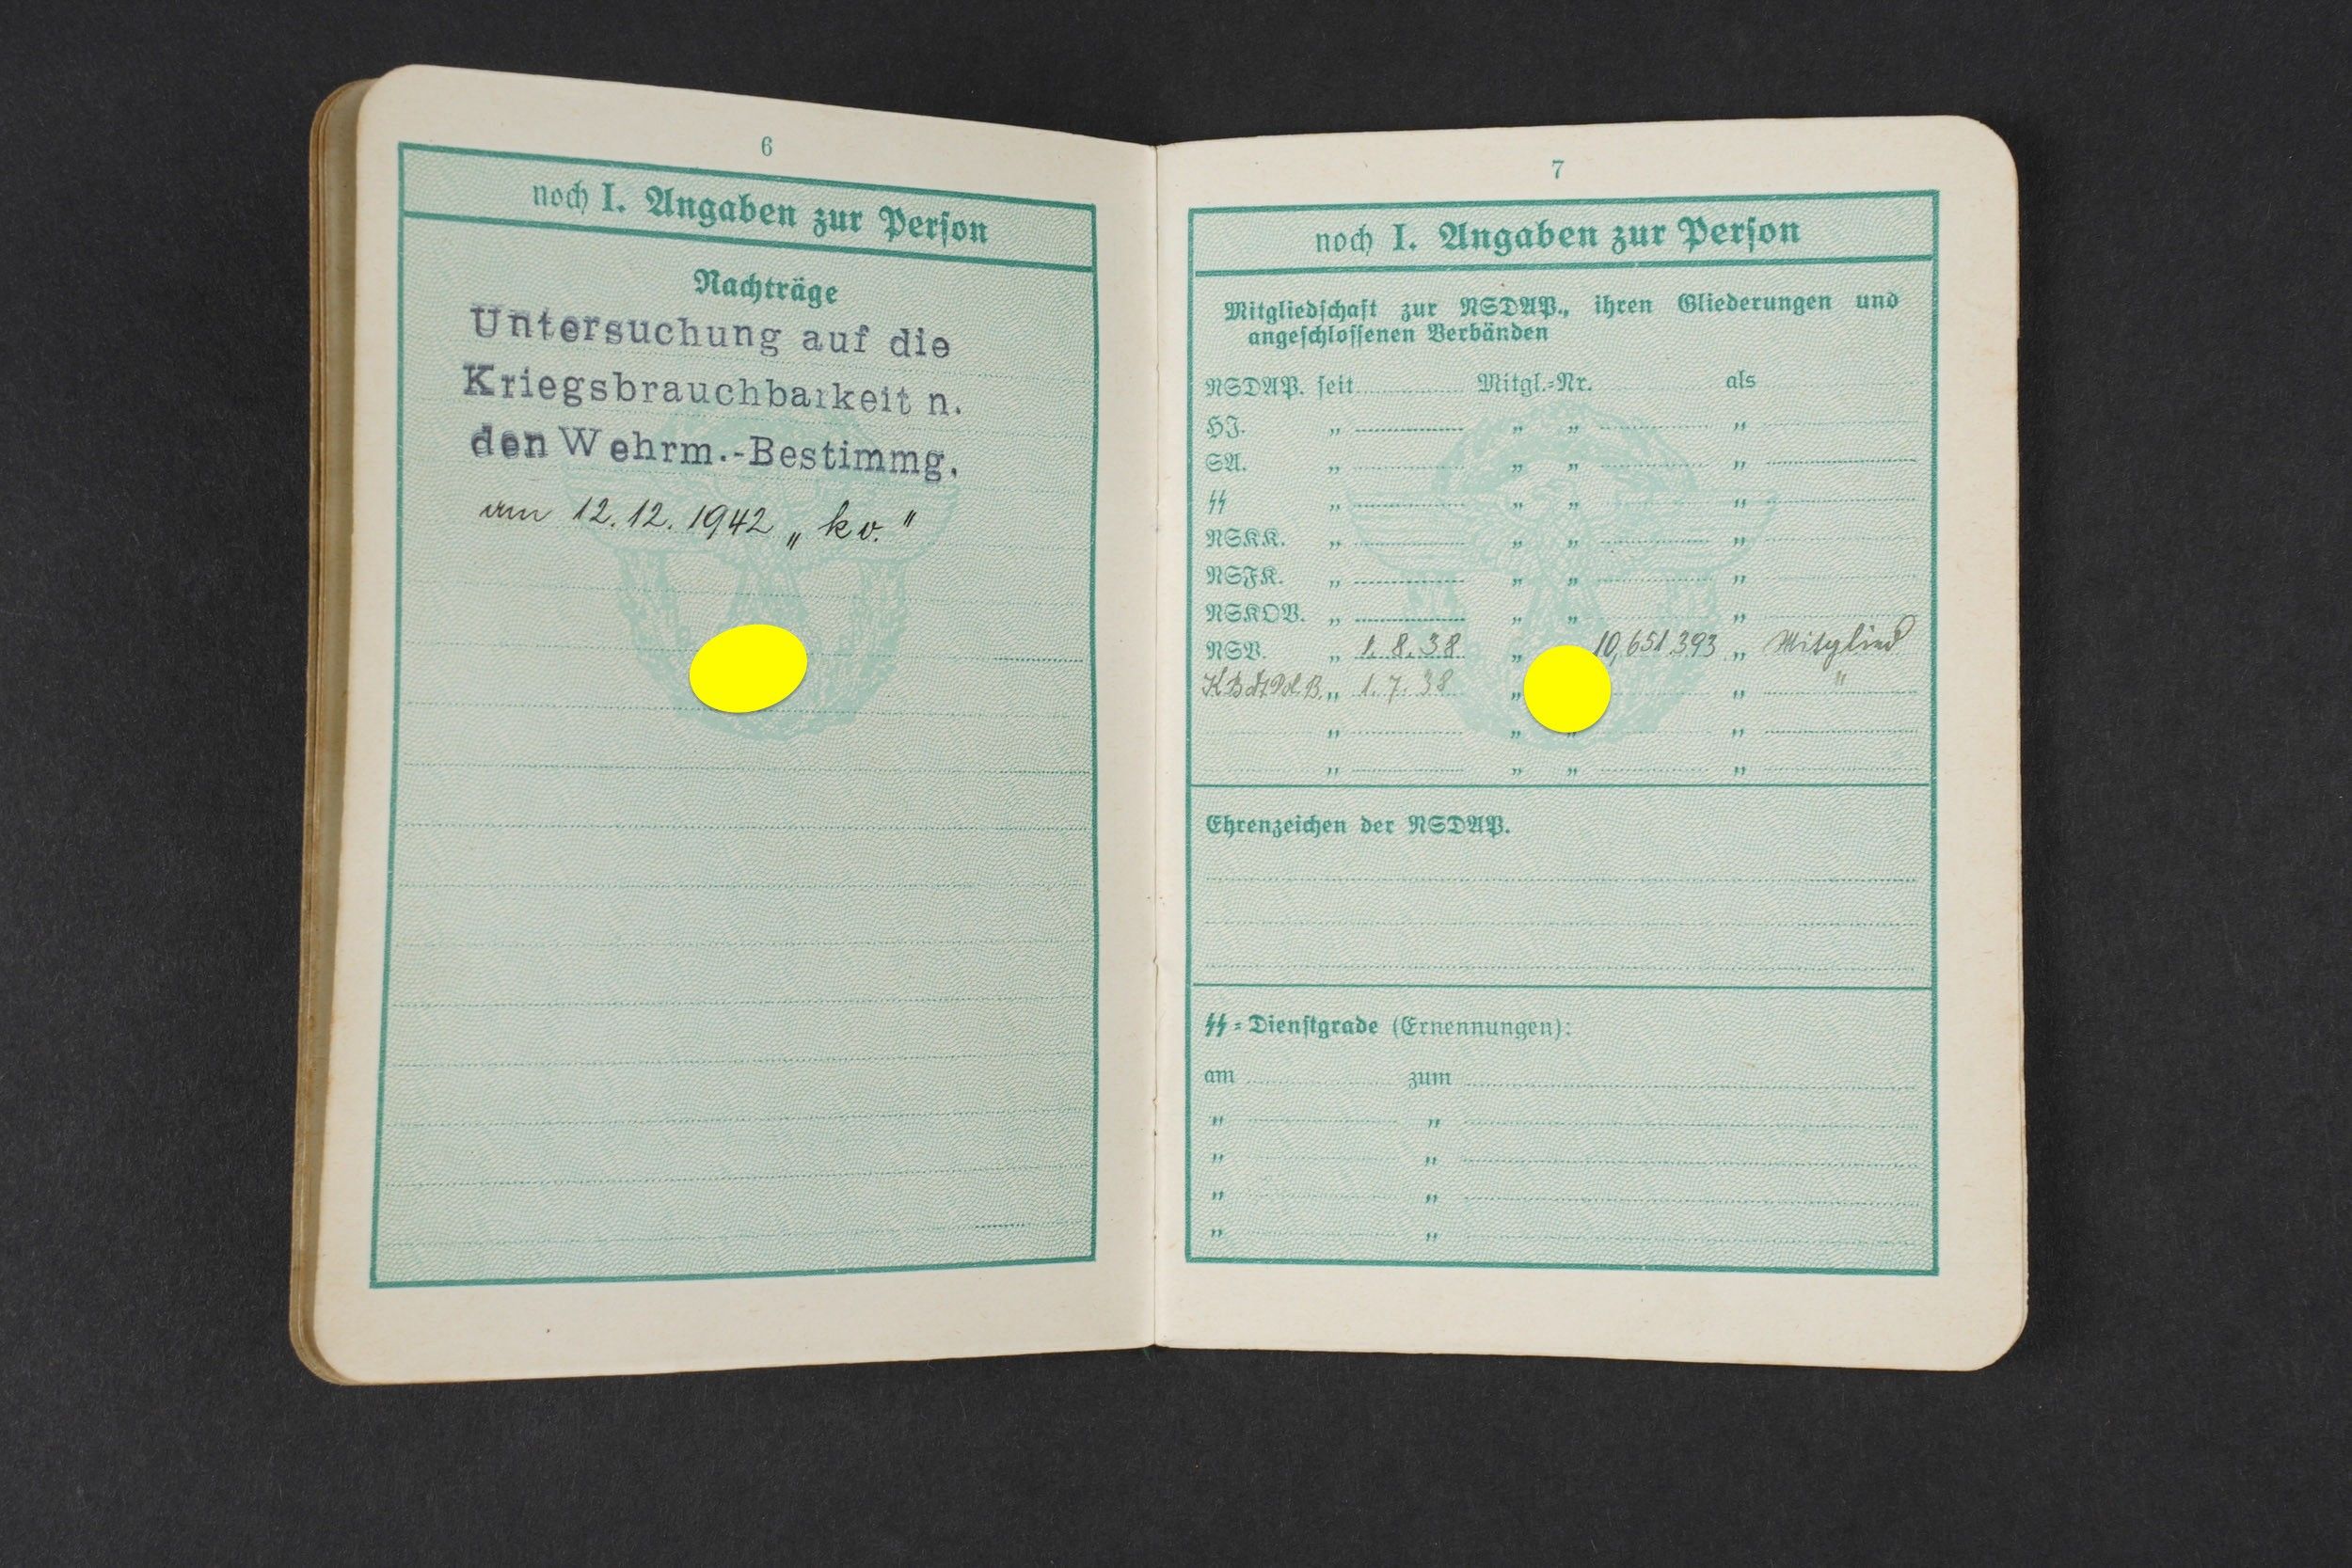 6
noch I. Angaben zur Person
Nachträge
Untersuchung auf die
Kriegsbrauchbarkeit n.
den Wehrm.-Bestimmg.
am 12.12.1942 „kv."
7
noch I. Angaben zur Person
Mitgliedschaft zur NSDAP., ihren Gliederungen und
angeschlossenen Verbänden
NSDAP. seit Mitgl.-Nr. als
HJ. „ „ „ „
SA. „ „ „ „
SS „ „ „ „
NSKK. „ „ „ „
NSFK. „ „ „ „
NSKOV. „ „ „ „
NSV. „ 1.8.38 „ 10,651.393 „ Mitglied
„ 1.7.38 „ „ "
„ „ „ „
„ „ „ „
Ehrenzeichen der NSDAP.
SS-Dienstgrade (Ernennungen):
am zum
„ „
„ „
„ „
„ „